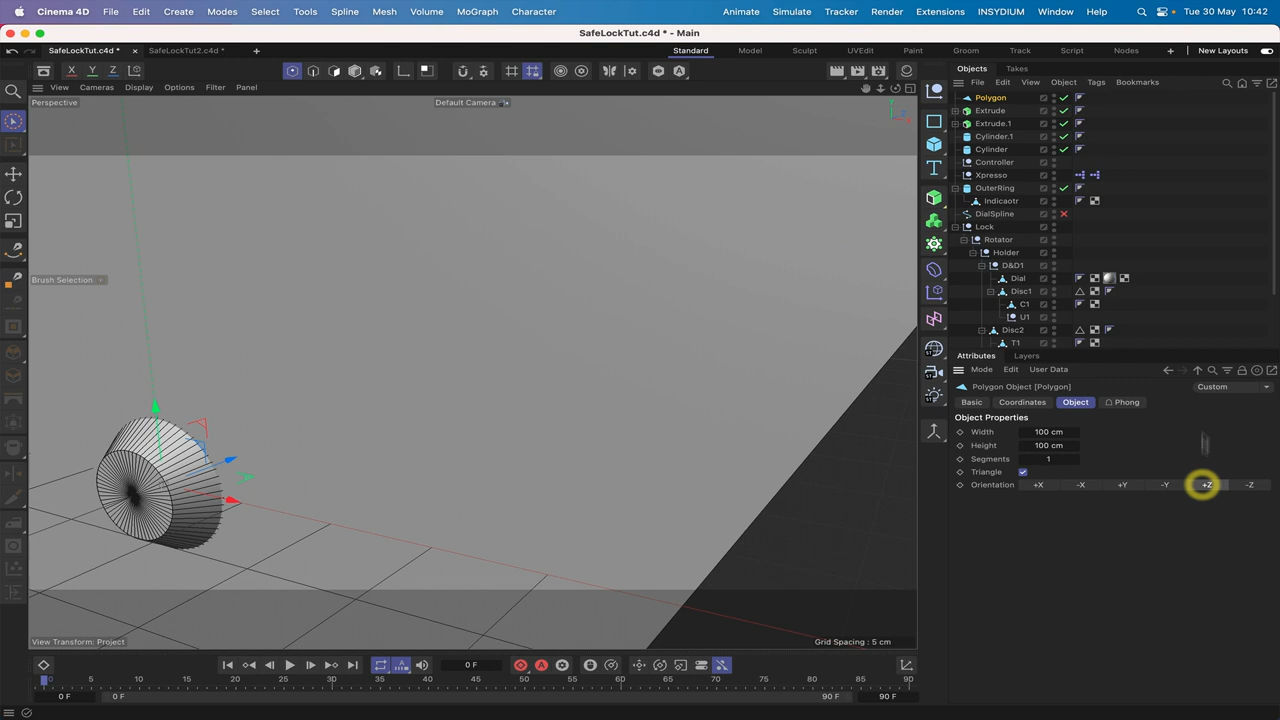 Cinema 4D File Edit Create Modes Select Tools Spline Mesh Volume MoGraph Character Animate Simulate Tracker Render Extensions INSYDIUM Window Help Tue 30 May 10:42
SafeLockTut.c4d * - Main
SafeLockTut.c4d * × SafeLockTut2.c4d * + Standard Model Sculpt UVEdit Paint Groom Track Script Nodes + New Layouts
Objects Takes
View Cameras Display Options Filter Panel
File Edit View Object Tags Bookmarks
Perspective
Default Camera
Polygon
Extrude
Extrude.1
Cylinder.1
Cylinder
Controller
Xpresso
OuterRing
Indicaotr
DialSpline
Lock
Rotator
Holder
D&D1
Dial
Disc1
C1
U1
Disc2
T1
Brush Selection
Attributes Layers
Mode Edit User Data
Polygon Object [Polygon] Custom
Basic Coordinates Object Phong
Object Properties
Width 100 cm
Height 100 cm
Segments 1
Triangle
Orientation +X -X +Y -Y +Z -Z
View Transform: Project Grid Spacing : 5 cm
0 F
0 5 10 15 20 25 30 35 40 45 50 55 60 65 70 75 80 85 90
0 F 0 F 90 F 90 F